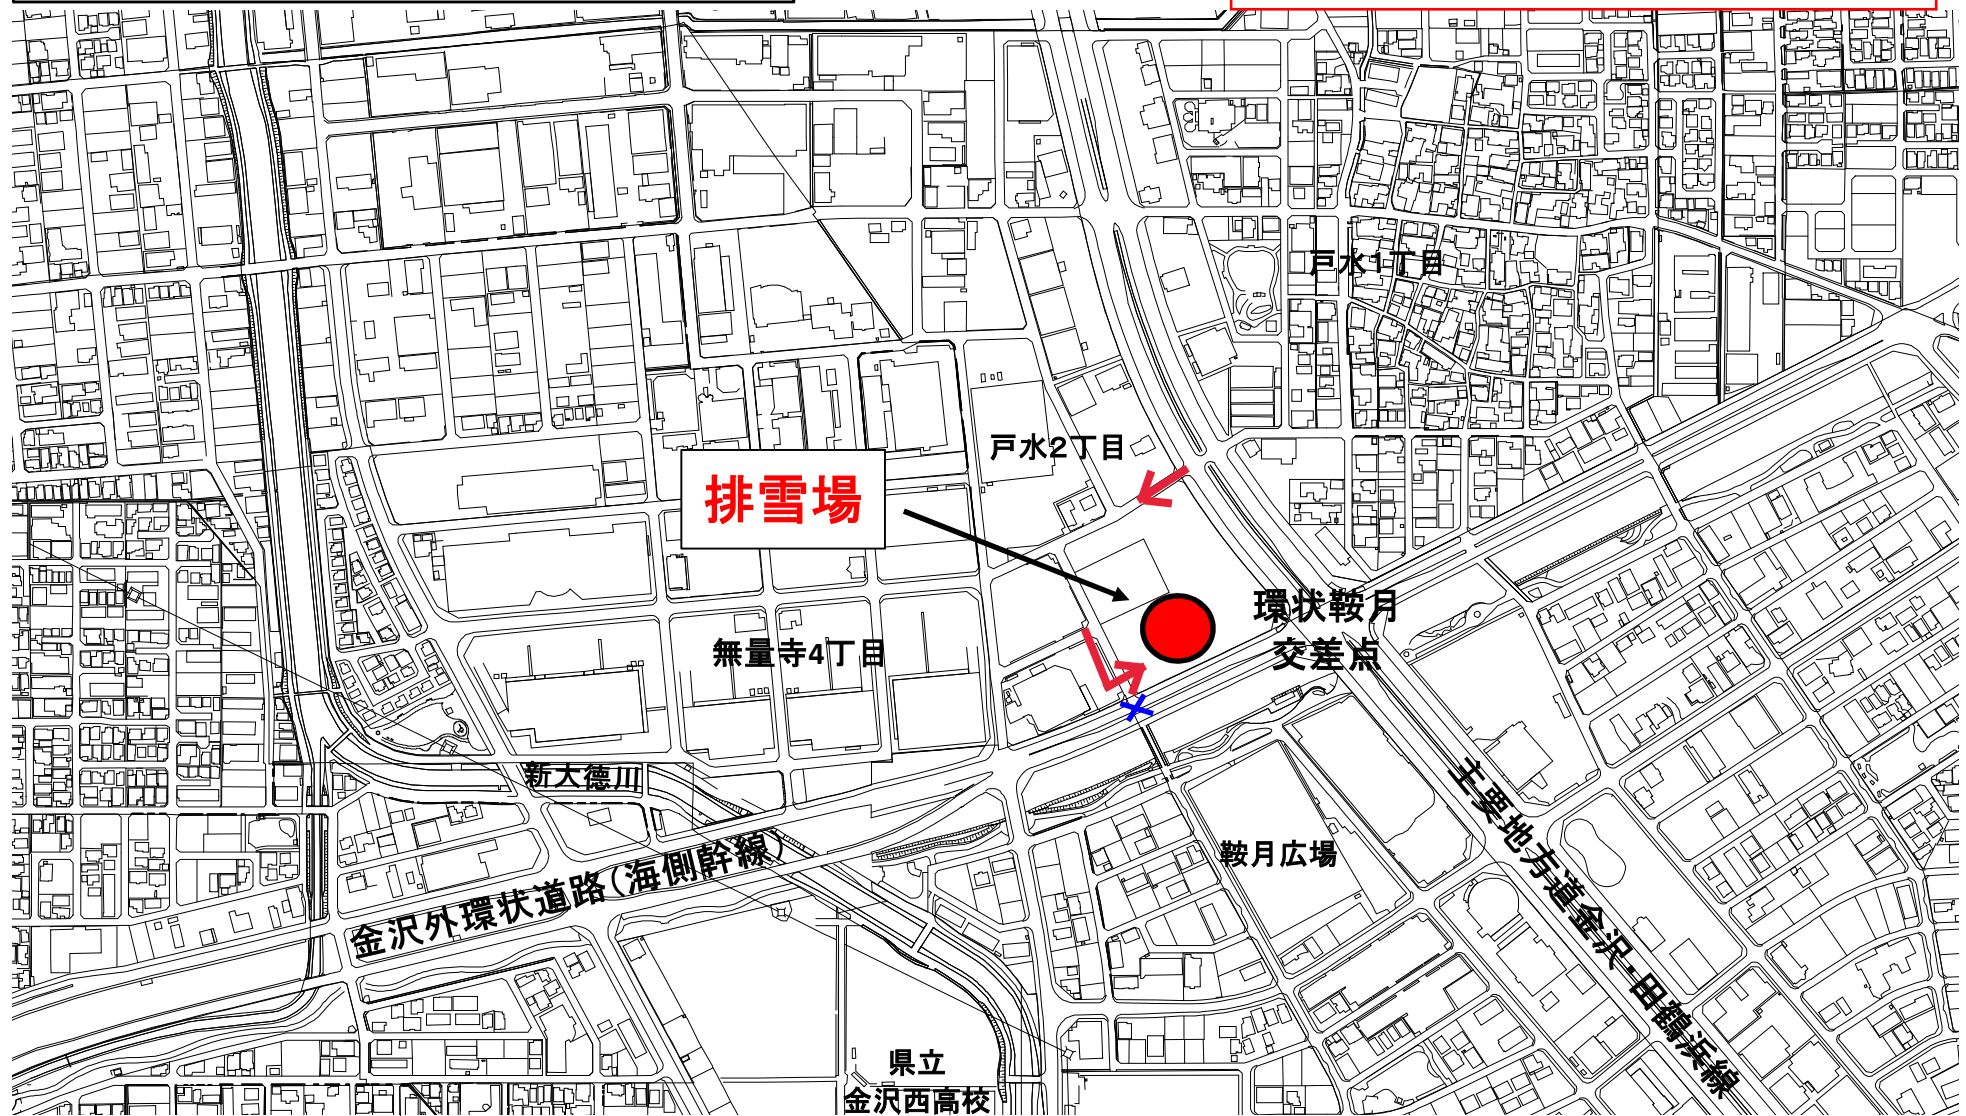 戸水1丁目
戸水2丁目
排雪場
環状鞍月
交差点
無量寺4丁目
新大徳川
主要地方道金沢・田鶴浜線
鞍月広場
金沢外環状道路(海側幹線)
県立
金沢西高校